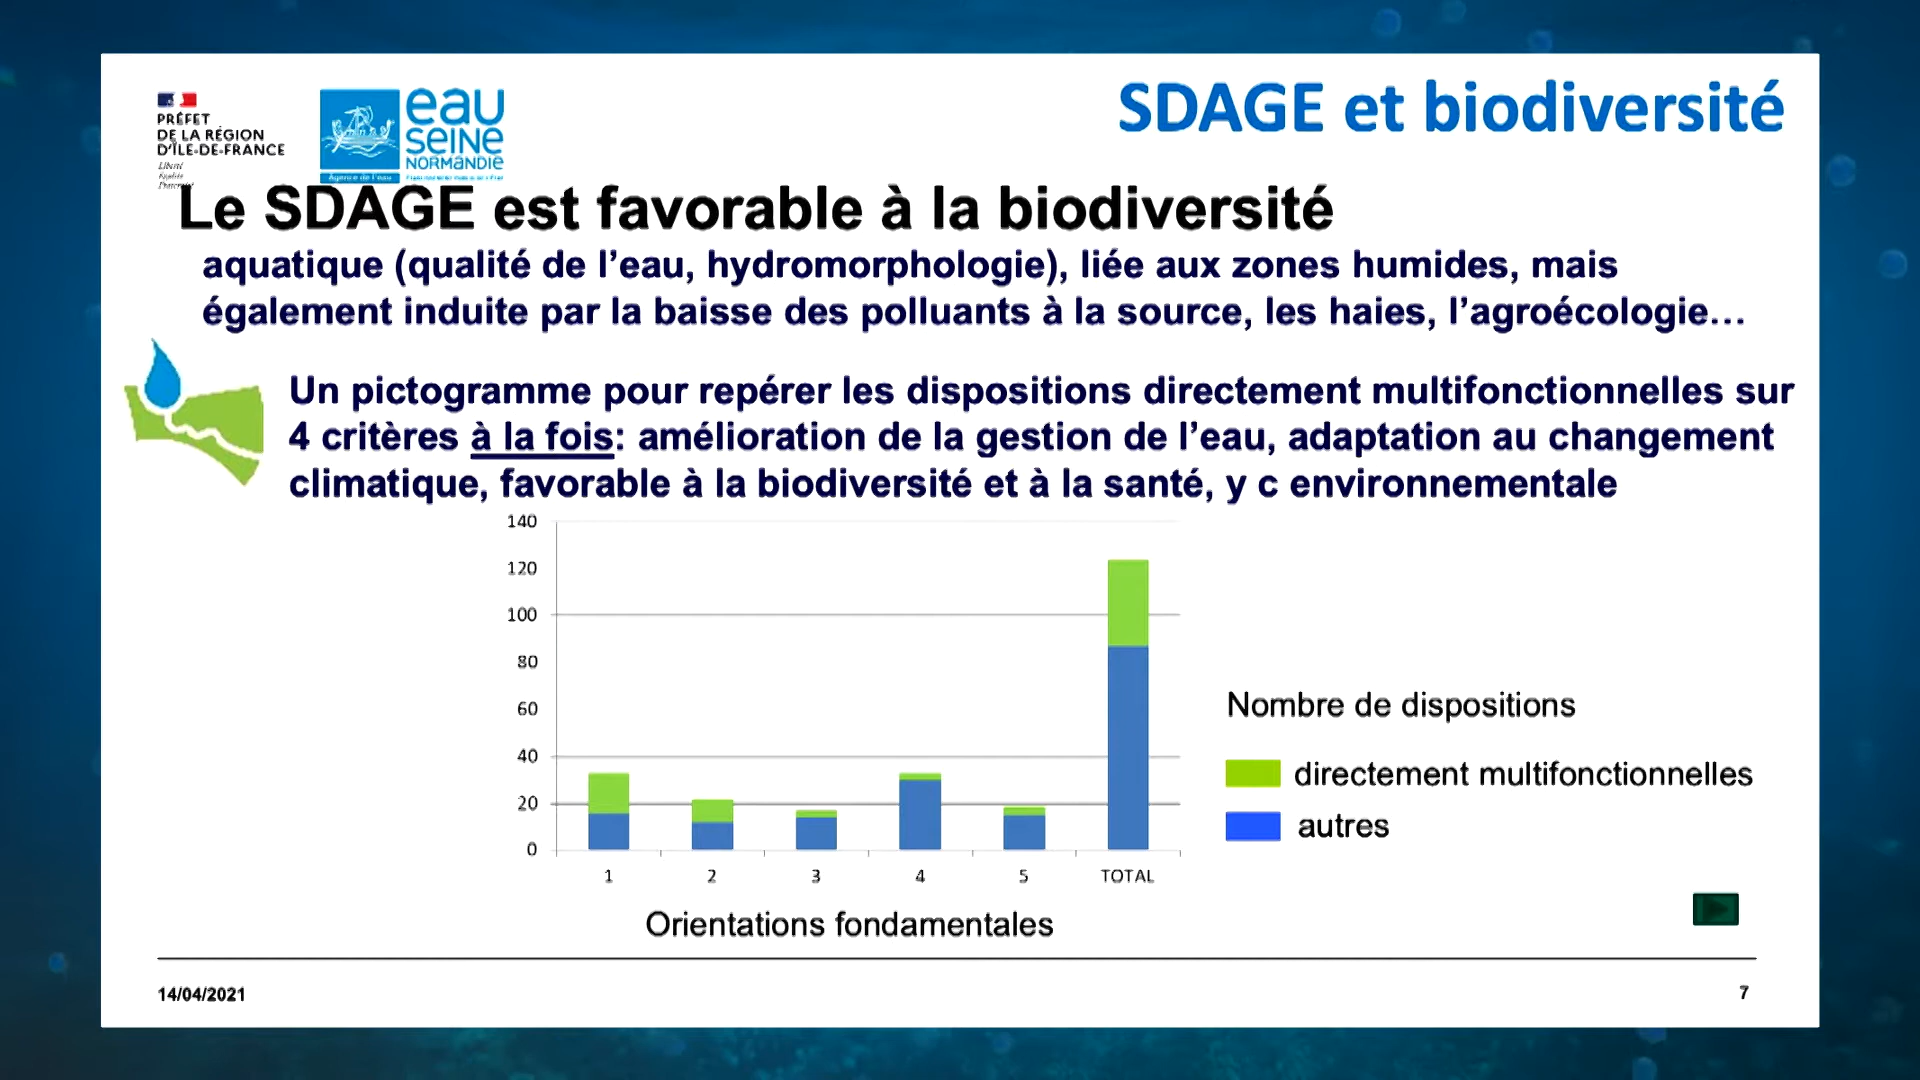 PRÉFET
DE LA RÉGION
D'ÎLE-DE-FRANCE
Liberté
Égalité
Fraternité
eau
SEINE
NORMANDIE
Agence de l'eau
SDAGE et biodiversité
Le SDAGE est favorable à la biodiversité
aquatique (qualité de l’eau, hydromorphologie), liée aux zones humides, mais
également induite par la baisse des polluants à la source, les haies, l’agroécologie…
Un pictogramme pour repérer les dispositions directement multifonctionnelles sur
4 critères à la fois: amélioration de la gestion de l’eau, adaptation au changement
climatique, favorable à la biodiversité et à la santé, y c environnementale
140
120
100
80
60
40
20
0
1 2 3 4 5 TOTAL
Orientations fondamentales
Nombre de dispositions
directement multifonctionnelles
autres
14/04/2021
7